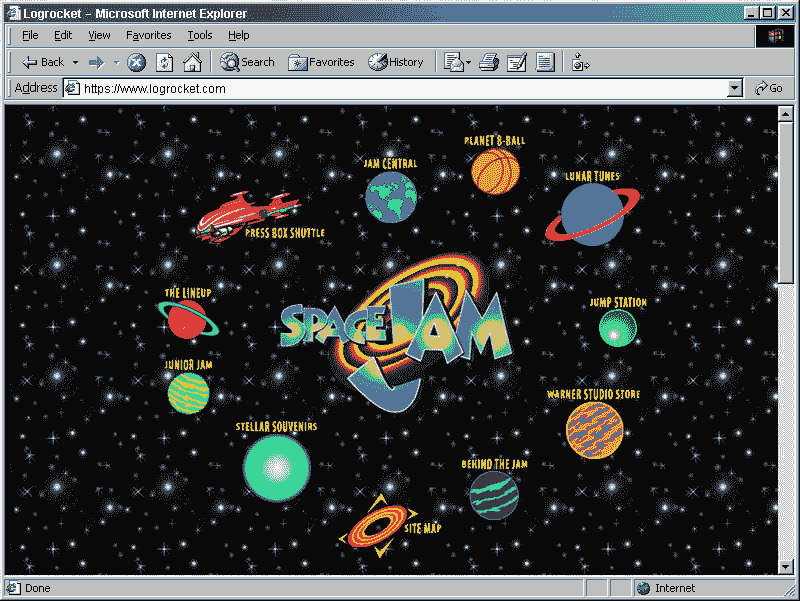 Logrocket – Microsoft Internet Explorer
File Edit View Favorites Tools Help
Back Search Favorites History
Address https://www.logrocket.com Go
PLANET B-BALL
JAM CENTRAL
LUNAR TUNES
PRESS BOX SHUTTLE
THE LINEUP
JUMP STATION
SPACE JAM
JUNIOR JAM
WARNER STUDIO STORE
STELLAR SOUVENIRS
BEHIND THE JAM
SITE MAP
Done Internet